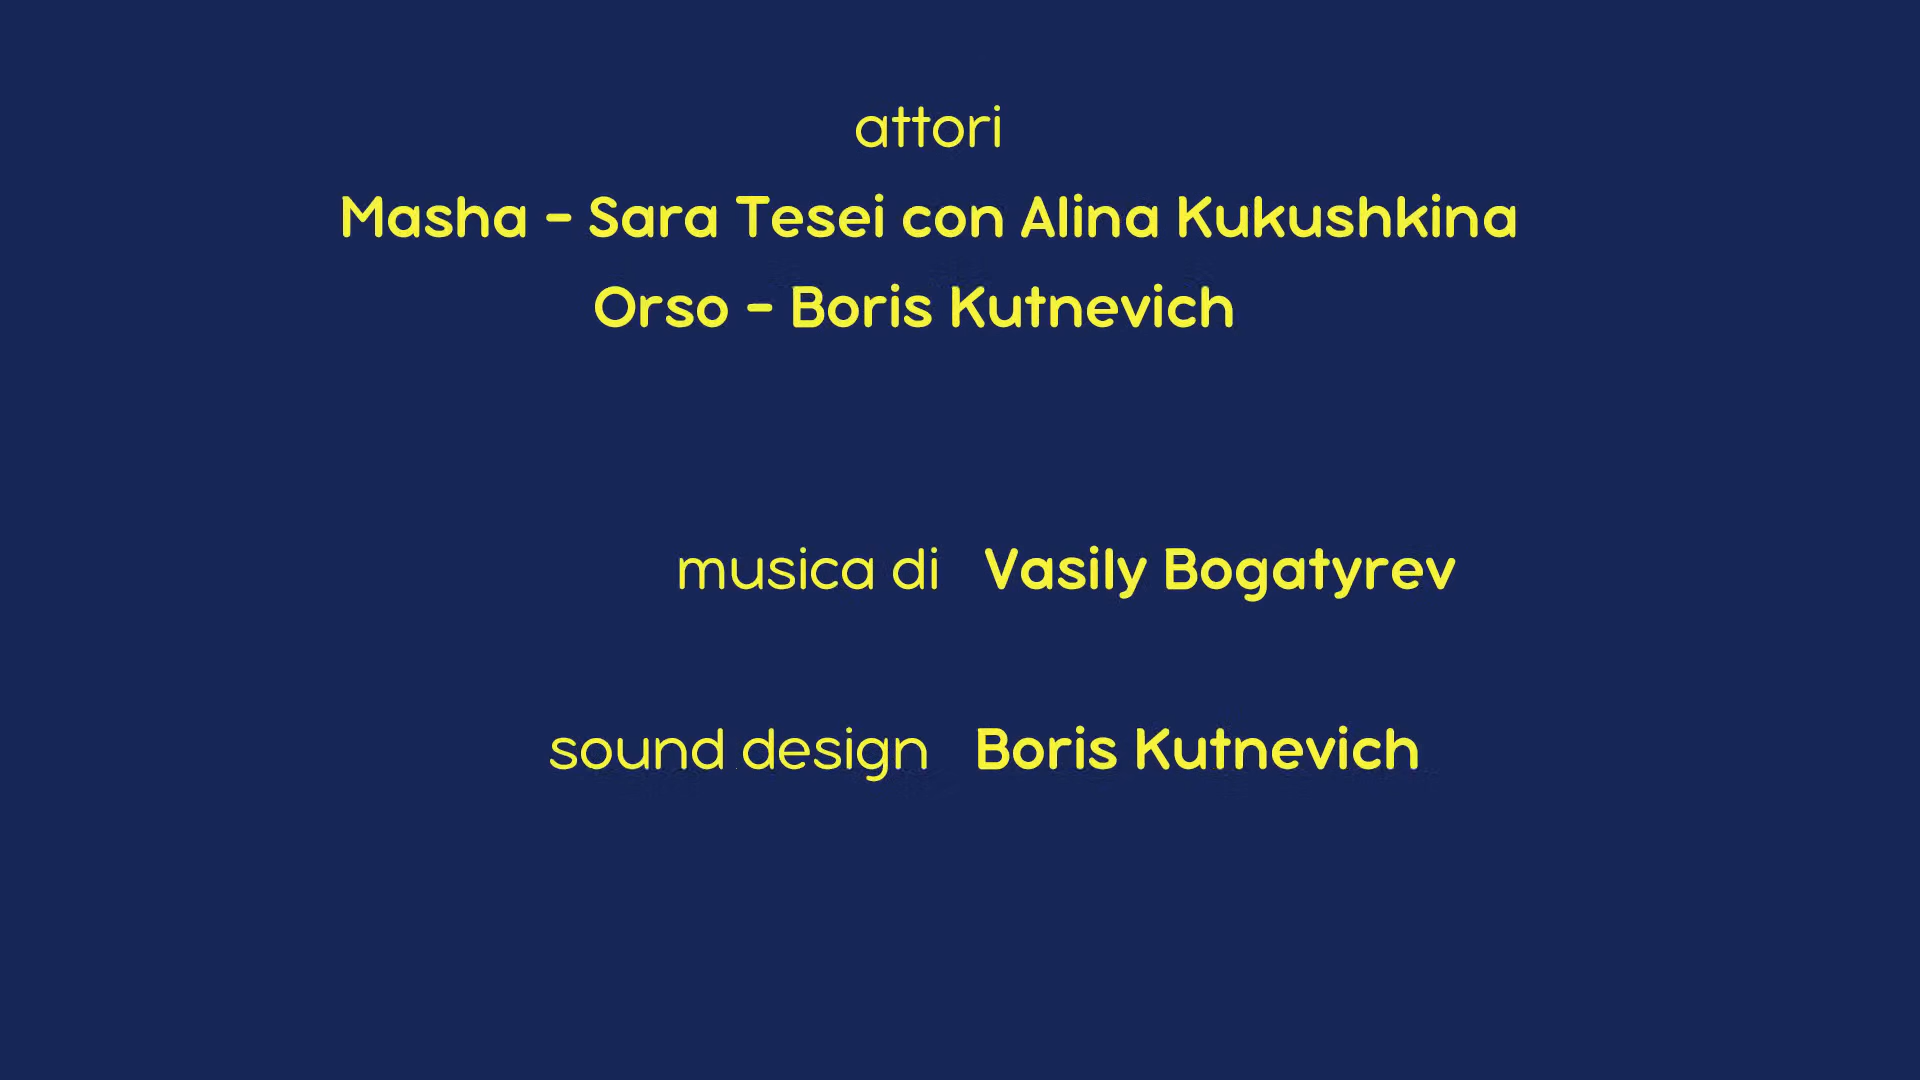 attori
Masha - Sara Tesei con Alina Kukushkina
Orso - Boris Kutnevich
musica di Vasily Bogatyrev
sound design Boris Kutnevich